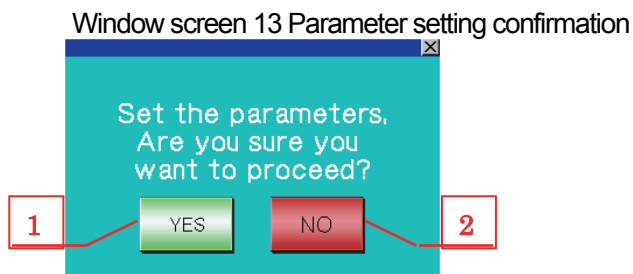 Window screen 13 Parameter setting confirmation
Set the parameters,
Are you sure you
want to proceed?
1 YES NO 2